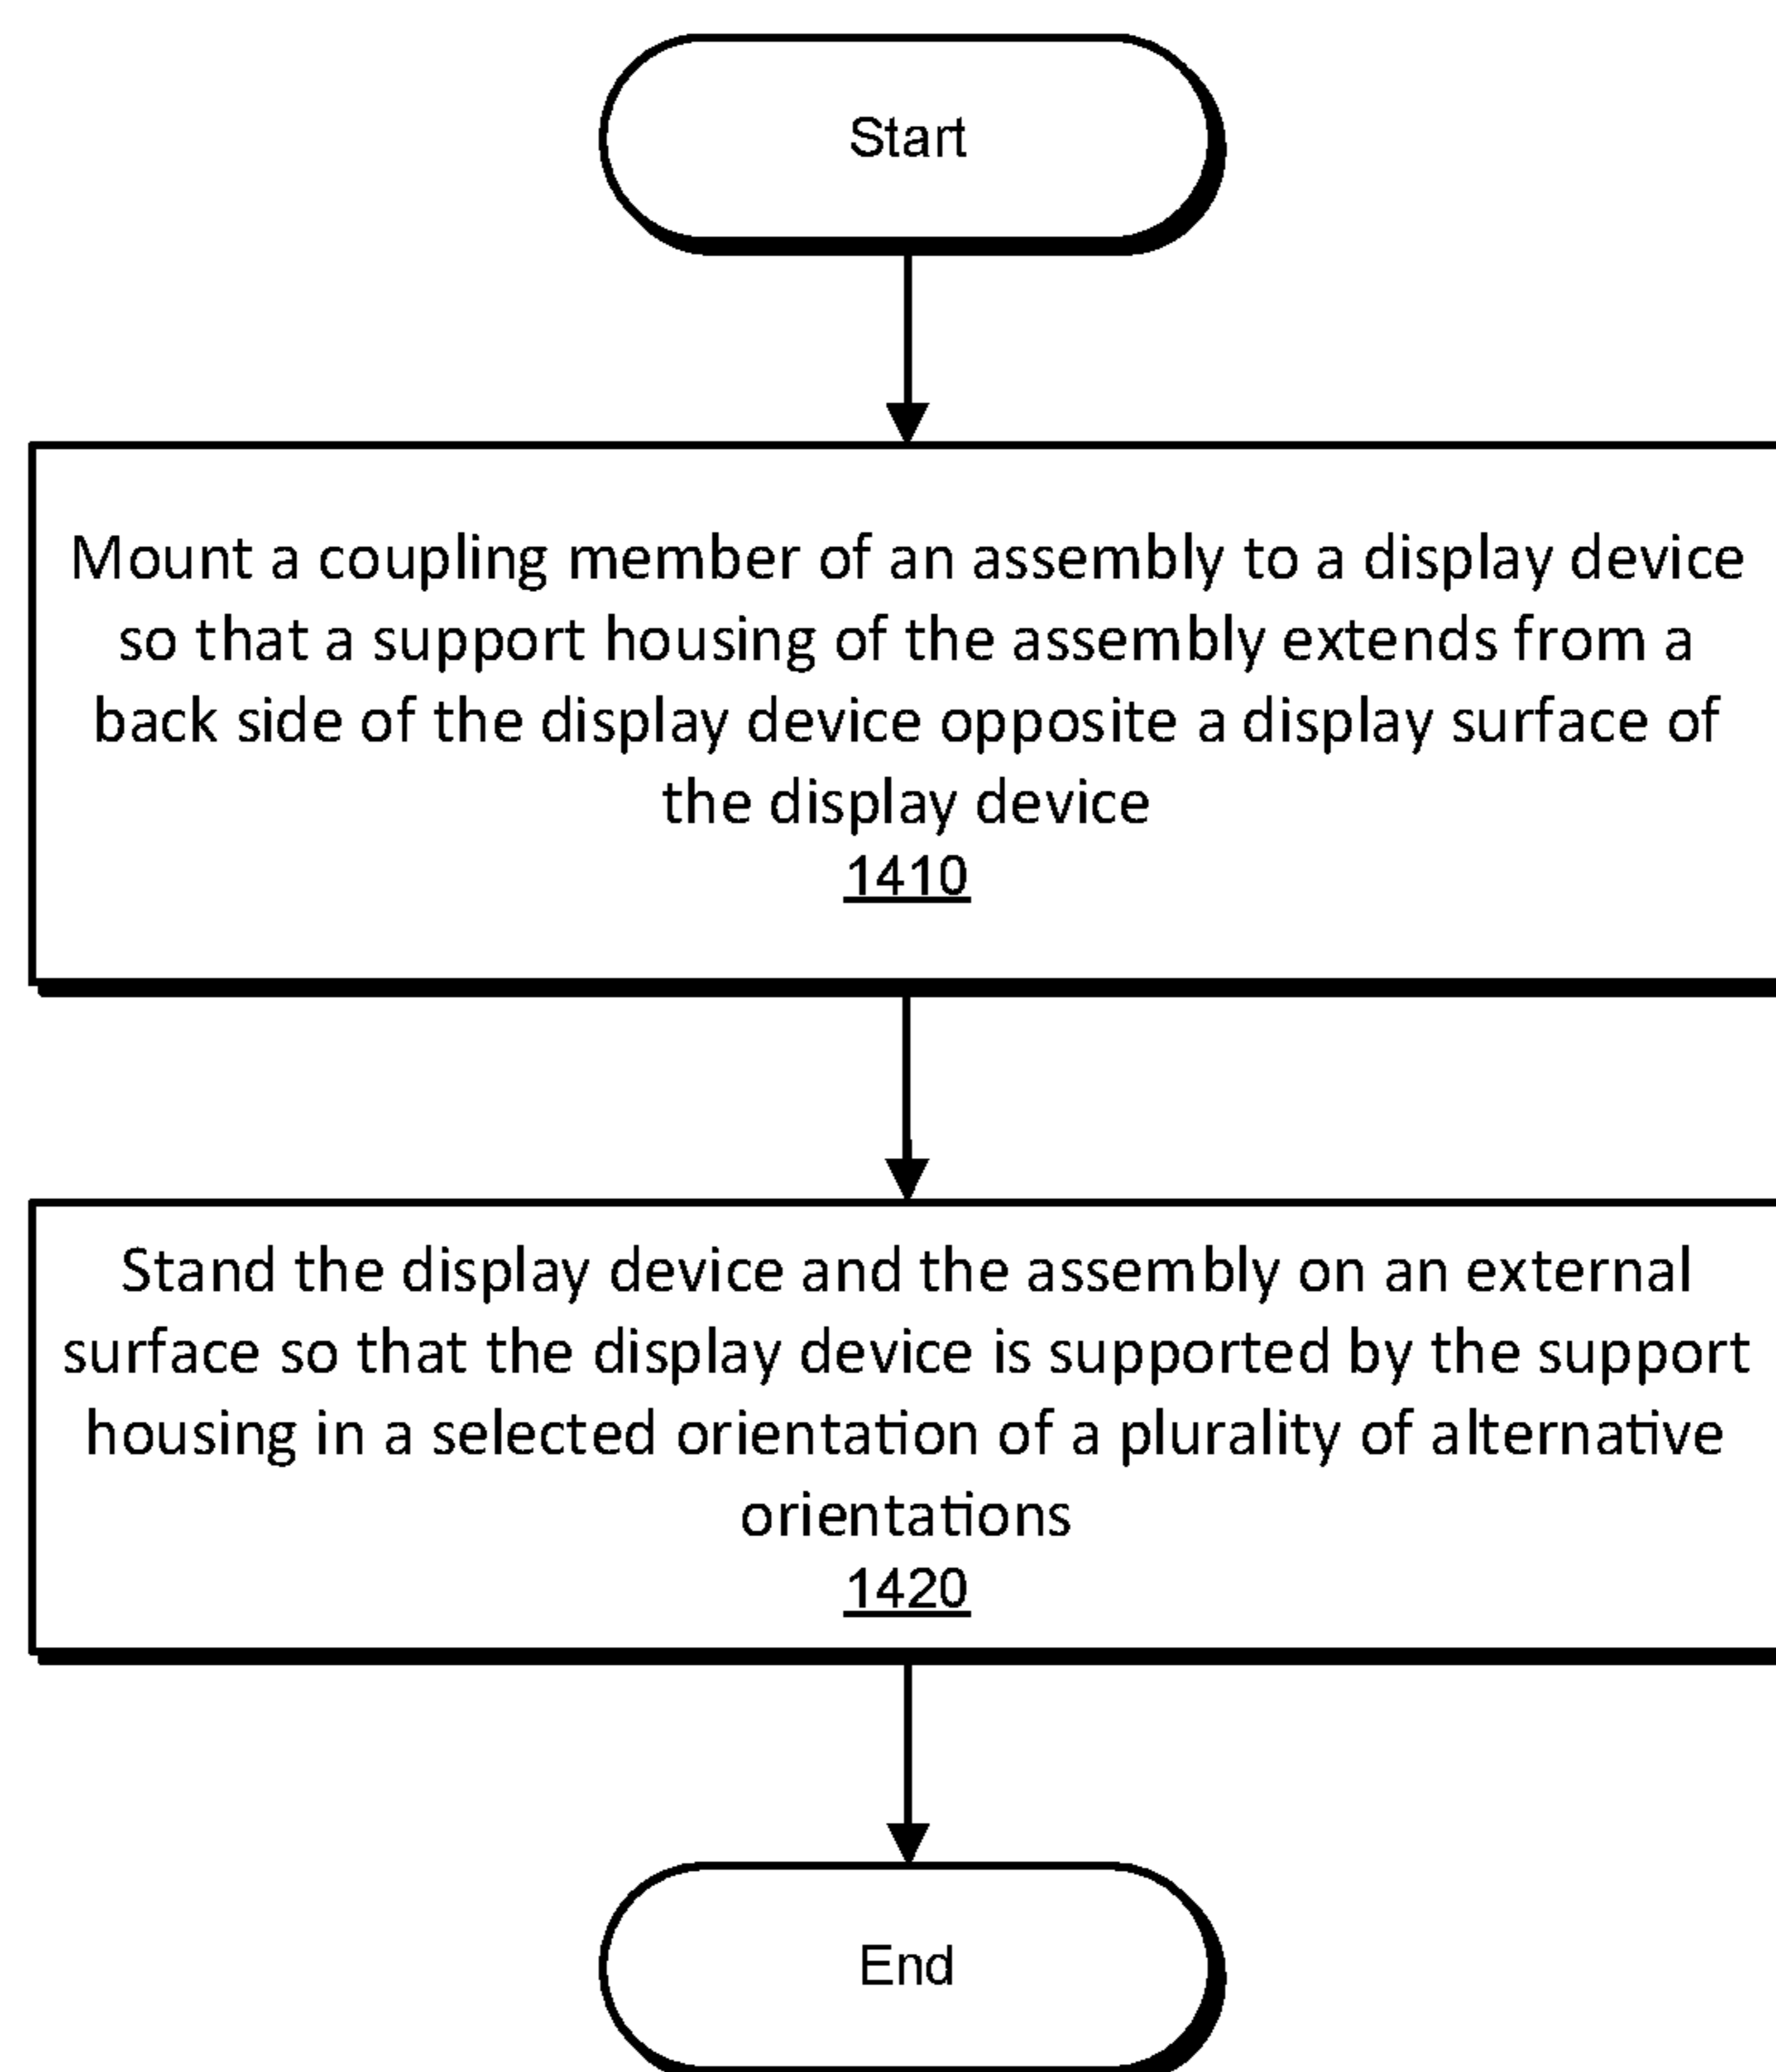 Start
Mount a coupling member of an assembly to a display device
so that a support housing of the assembly extends from a
back side of the display device opposite a display surface of
the display device
1410
Stand the display device and the assembly on an external
surface so that the display device is supported by the support
housing in a selected orientation of a plurality of alternative
orientations
1420
End